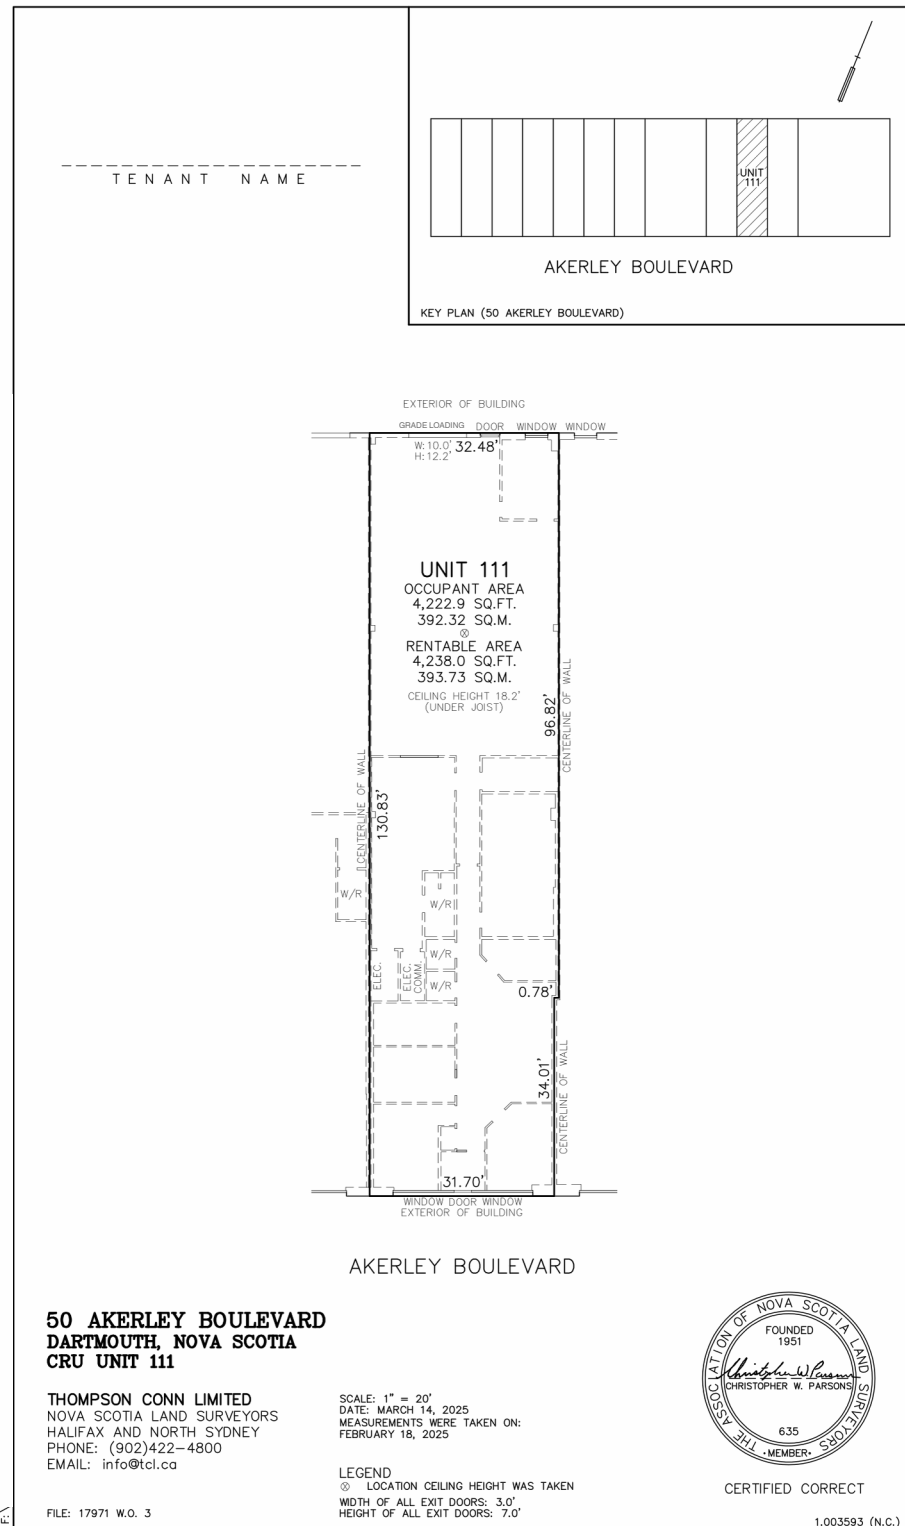 TENANT NAME
UNIT
111
AKERLEY BOULEVARD
KEY PLAN (50 AKERLEY BOULEVARD)
EXTERIOR OF BUILDING
GRADE LOADING DOOR WINDOW WINDOW
W: 10.0'
H: 12.2'
32.48'
UNIT 111
OCCUPANT AREA
4,222.9 SQ.FT.
392.32 SQ.M.
⊗
RENTABLE AREA
4,238.0 SQ.FT.
393.73 SQ.M.
CEILING HEIGHT 18.2'
(UNDER JOIST)
96.82'
CENTERLINE OF WALL
CENTERLINE OF WALL
130.83'
W/R
W/R
W/R
W/R
ELEC.
ELEC.
COMM.
0.78'
34.01'
CENTERLINE OF WALL
31.70'
WINDOW DOOR WINDOW
EXTERIOR OF BUILDING
AKERLEY BOULEVARD
50 AKERLEY BOULEVARD
DARTMOUTH, NOVA SCOTIA
CRU UNIT 111
THOMPSON CONN LIMITED
NOVA SCOTIA LAND SURVEYORS
HALIFAX AND NORTH SYDNEY
PHONE: (902)422-4800
EMAIL: info@tcl.ca
FILE: 17971 W.O. 3
SCALE: 1" = 20'
DATE: MARCH 14, 2025
MEASUREMENTS WERE TAKEN ON:
FEBRUARY 18, 2025
LEGEND
⊗ LOCATION CEILING HEIGHT WAS TAKEN
WIDTH OF ALL EXIT DOORS: 3.0'
HEIGHT OF ALL EXIT DOORS: 7.0'
THE ASSOCIATION OF NOVA SCOTIA LAND SURVEYORS
FOUNDED
1951
Christopher W Parsons
CHRISTOPHER W. PARSONS
635
·MEMBER·
CERTIFIED CORRECT
1.003593 (N.C.)
F:\